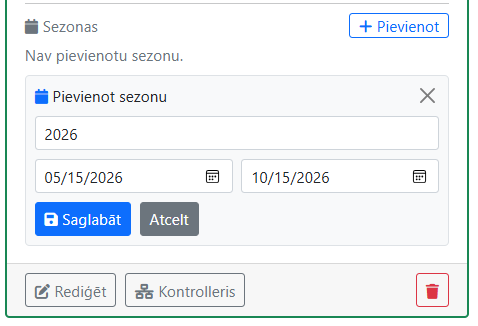 Sezonas
Pievienot
Nav pievienotu sezonu.
Pievienot sezonu
2026
05/15/2026
10/15/2026
Saglabāt
Atcelt
Rediģēt
Kontrolleris